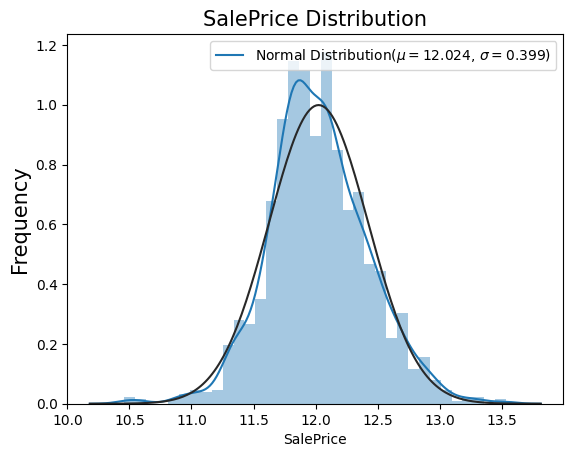 SalePrice Distribution
Normal Distribution(μ = 12.024, σ = 0.399)
Frequency
1.2
1.0
0.8
0.6
0.4
0.2
0.0
10.0 10.5 11.0 11.5 12.0 12.5 13.0 13.5
SalePrice